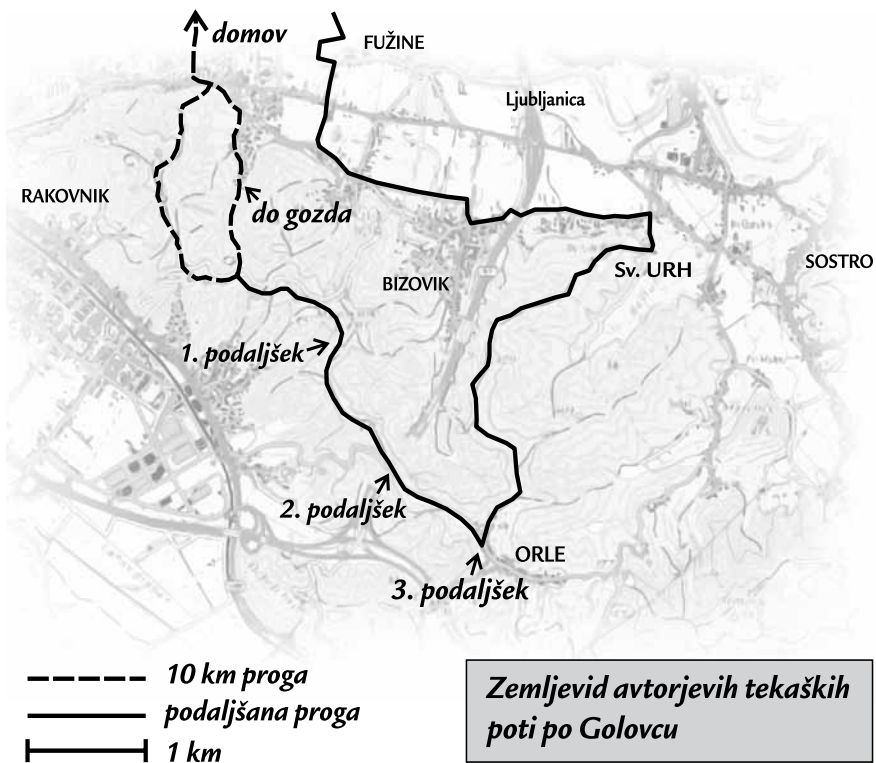 domov
FUŽINE
Ljubljanica
RAKOVNIK
do gozda
BIZOVIK
Sv. URH
SOSTRO
1. podaljšek
2. podaljšek
ORLE
3. podaljšek
10 km proga
podaljšana proga
1 km
Zemljevid avtorjevih tekaških
poti po Golovcu